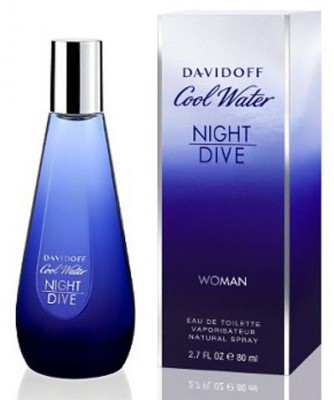 DAVIDOFF
Cool Water
NIGHT
DIVE
DAVIDOFF
Cool Water
NIGHT
DIVE
WOMAN
EAU DE TOILETTE
VAPORISATEUR
NATURAL SPRAY
2.7 FL OZ ℮ 80 ml